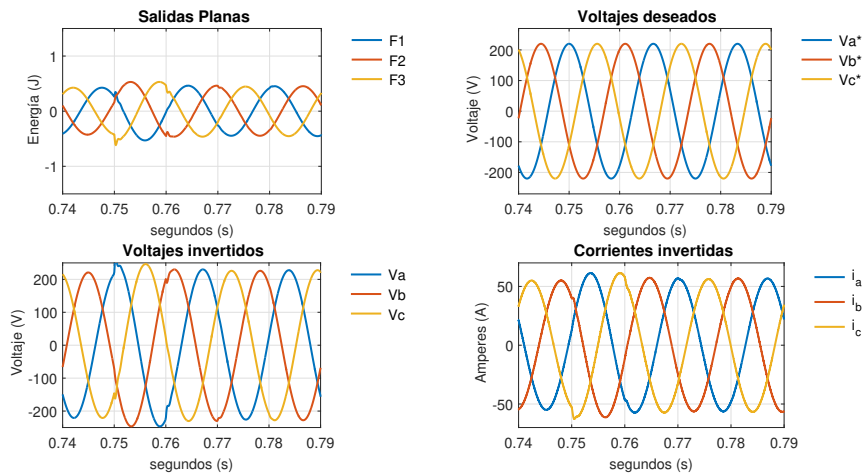 Salidas Planas
Energía (J)
1
0
-1
0.74 0.75 0.76 0.77 0.78 0.79
segundos (s)
F1
F2
F3
Voltajes deseados
Voltaje (V)
200
100
0
-100
-200
0.74 0.75 0.76 0.77 0.78 0.79
segundos (s)
Va*
Vb*
Vc*
Voltajes invertidos
Voltaje (V)
200
100
0
-100
-200
0.74 0.75 0.76 0.77 0.78 0.79
segundos (s)
Va
Vb
Vc
Corrientes invertidas
Amperes (A)
50
0
-50
0.74 0.75 0.76 0.77 0.78 0.79
segundos (s)
i_a
i_b
i_c